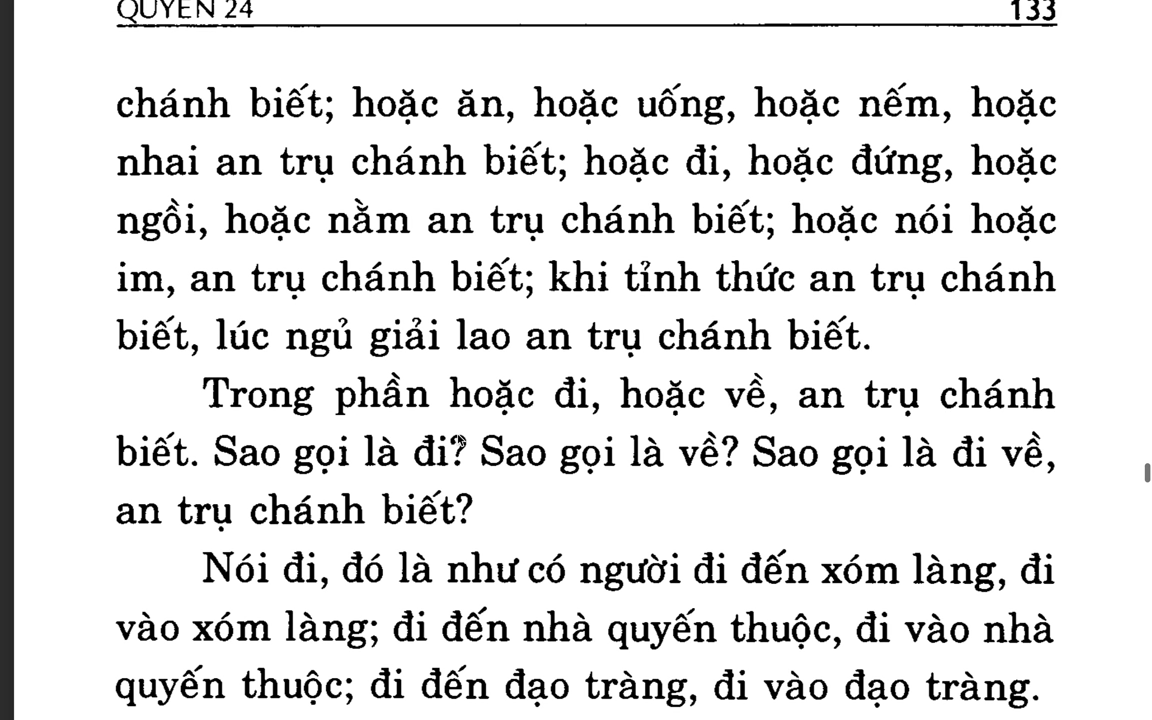 QUYỂN 24 133
chánh biết; hoặc ăn, hoặc uống, hoặc nếm, hoặc
nhai an trụ chánh biết; hoặc đi, hoặc đứng, hoặc
ngồi, hoặc nằm an trụ chánh biết; hoặc nói hoặc
im, an trụ chánh biết; khi tỉnh thức an trụ chánh
biết, lúc ngủ giải lao an trụ chánh biết.
Trong phần hoặc đi, hoặc về, an trụ chánh
biết. Sao gọi là đi? Sao gọi là về? Sao gọi là đi về,
an trụ chánh biết?
Nói đi, đó là như có người đi đến xóm làng, đi
vào xóm làng; đi đến nhà quyến thuộc, đi vào nhà
quyến thuộc; đi đến đạo tràng, đi vào đạo tràng.